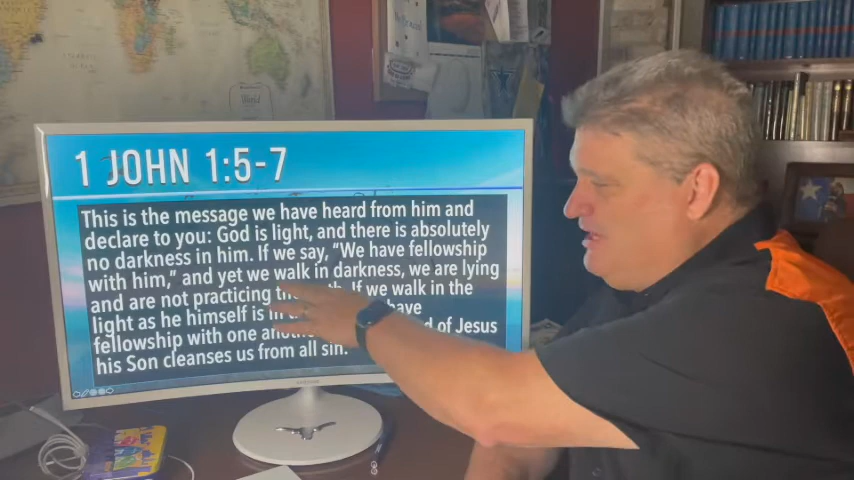 1 JOHN 1:5-7
This is the message we have heard from him and
declare to you: God is light, and there is absolutely
no darkness in him. If we say, “We have fellowship
with him,” and yet we walk in darkness, we are lying
and are not practicing the If we walk in the
light as he himself is in have
fellowship with one of Jesus
his Son cleanses us from all sin.
World